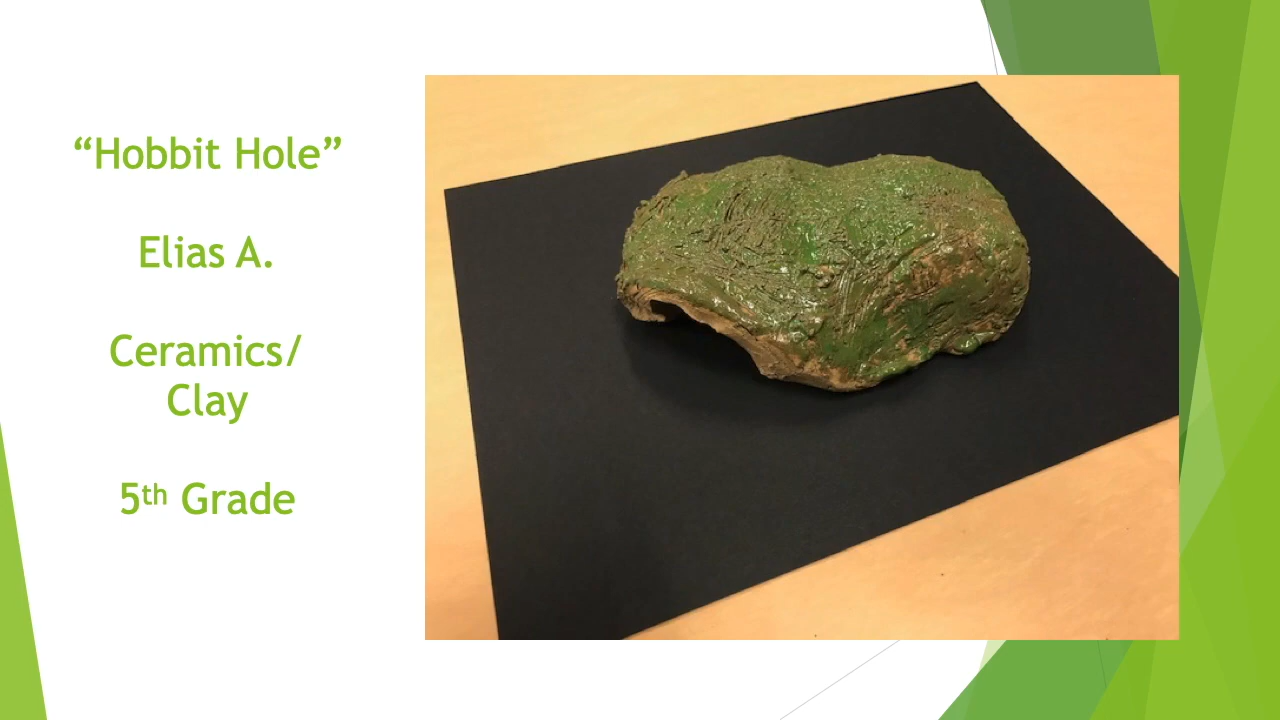 “Hobbit Hole”
Elias A.
Ceramics/
Clay
5th Grade